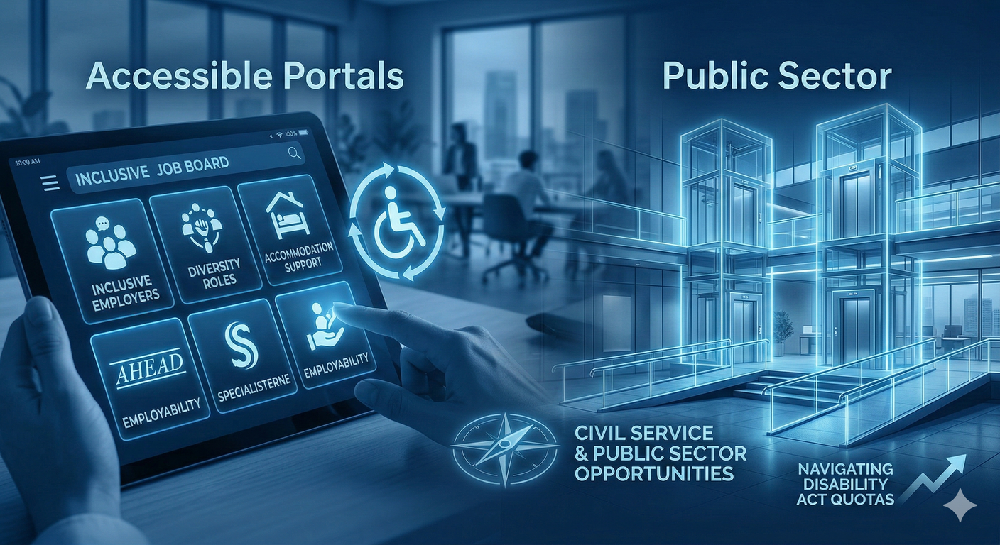 Accessible Portals
Public Sector
18:00 AM
100%
INCLUSIVE JOB BOARD
INCLUSIVE
EMPLOYERS
DIVERSITY
ROLES
ACCOMMODATION
SUPPORT
AHEAD
EMPLOYABILITY
S
SPECIALISTERNE
EMPLOYABILITY
CIVIL SERVICE
& PUBLIC SECTOR
OPPORTUNITIES
NAVIGATING
DISABILITY
ACT QUOTAS